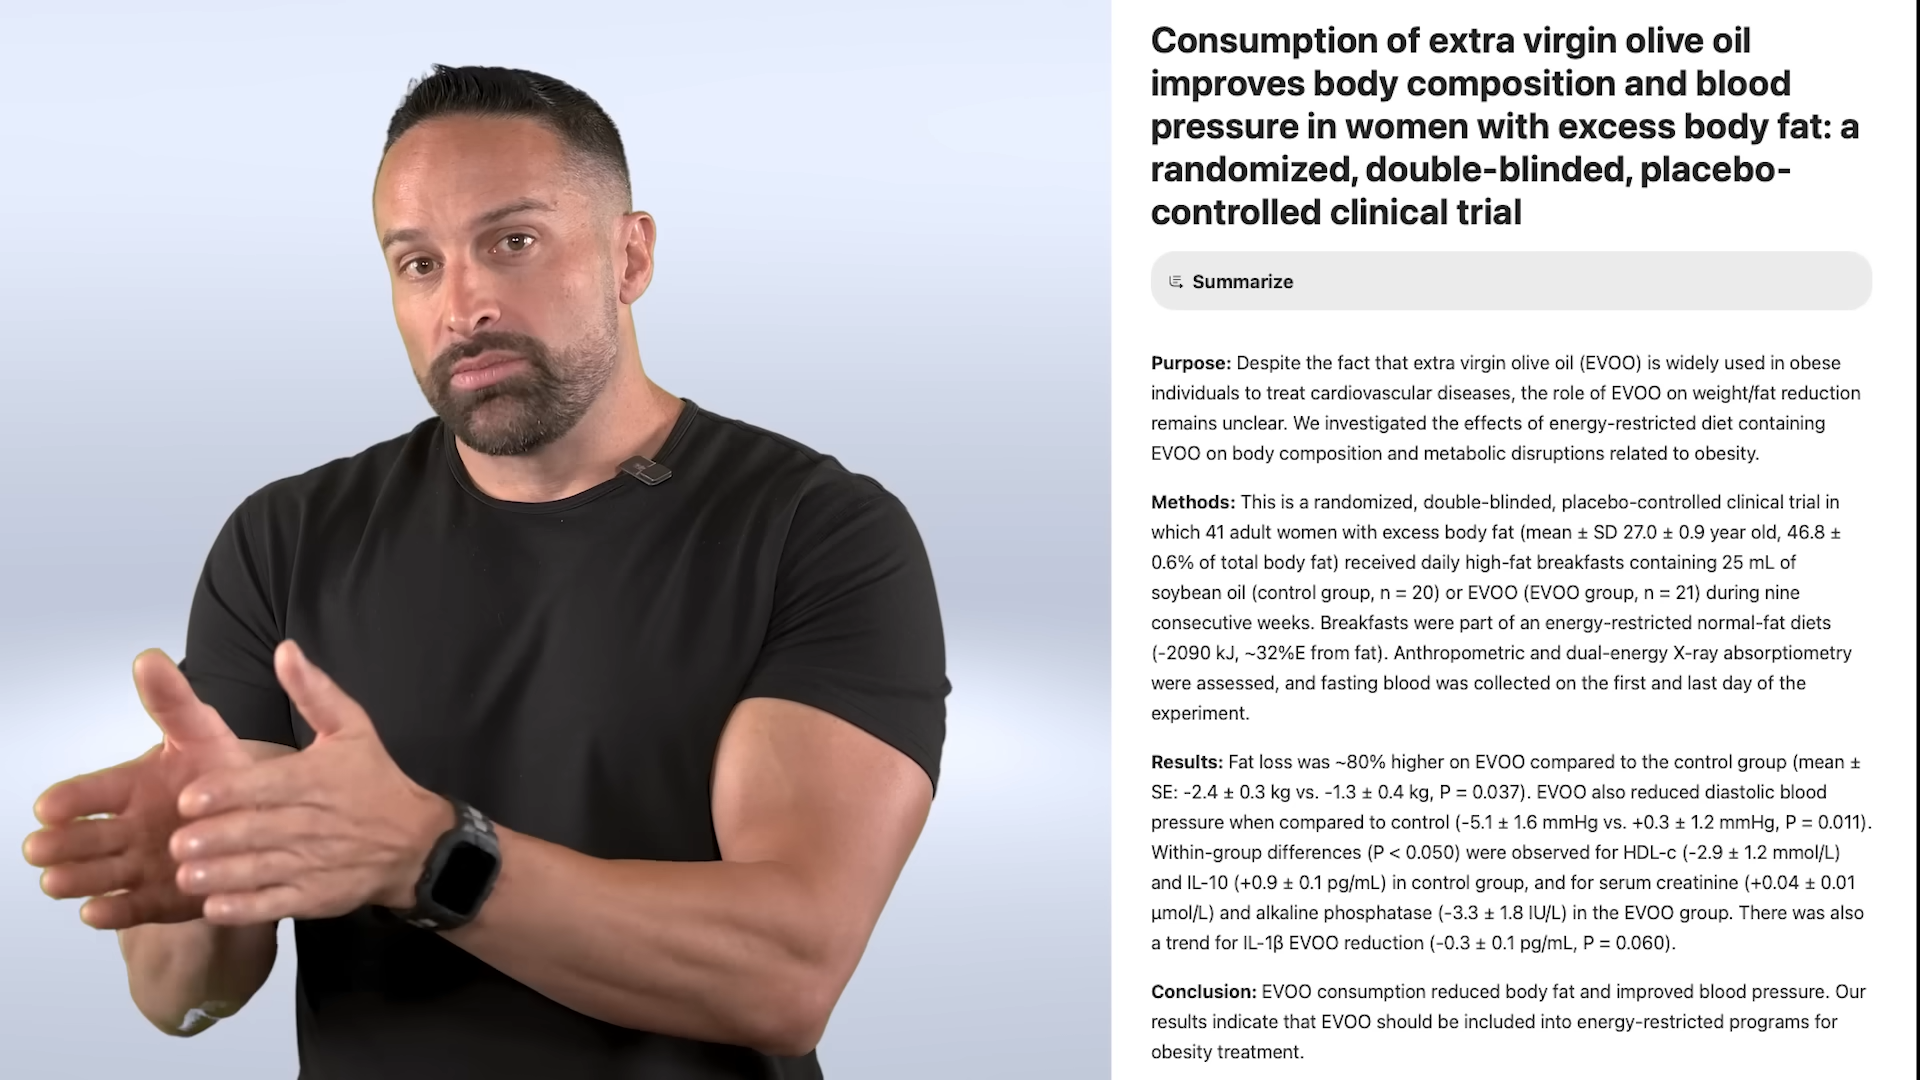 Consumption of extra virgin olive oil
improves body composition and blood
pressure in women with excess body fat: a
randomized, double-blinded, placebo-
controlled clinical trial
Summarize
Purpose: Despite the fact that extra virgin olive oil (EVOO) is widely used in obese
individuals to treat cardiovascular diseases, the role of EVOO on weight/fat reduction
remains unclear. We investigated the effects of energy-restricted diet containing
EVOO on body composition and metabolic disruptions related to obesity.
Methods: This is a randomized, double-blinded, placebo-controlled clinical trial in
which 41 adult women with excess body fat (mean ± SD 27.0 ± 0.9 year old, 46.8 ±
0.6% of total body fat) received daily high-fat breakfasts containing 25 mL of
soybean oil (control group, n = 20) or EVOO (EVOO group, n = 21) during nine
consecutive weeks. Breakfasts were part of an energy-restricted normal-fat diets
(-2090 kJ, ~32%E from fat). Anthropometric and dual-energy X-ray absorptiometry
were assessed, and fasting blood was collected on the first and last day of the
experiment.
Results: Fat loss was ~80% higher on EVOO compared to the control group (mean ±
SE: -2.4 ± 0.3 kg vs. -1.3 ± 0.4 kg, P = 0.037). EVOO also reduced diastolic blood
pressure when compared to control (-5.1 ± 1.6 mmHg vs. +0.3 ± 1.2 mmHg, P = 0.011).
Within-group differences (P < 0.050) were observed for HDL-c (-2.9 ± 1.2 mmol/L)
and IL-10 (+0.9 ± 0.1 pg/mL) in control group, and for serum creatinine (+0.04 ± 0.01
µmol/L) and alkaline phosphatase (-3.3 ± 1.8 IU/L) in the EVOO group. There was also
a trend for IL-1β EVOO reduction (-0.3 ± 0.1 pg/mL, P = 0.060).
Conclusion: EVOO consumption reduced body fat and improved blood pressure. Our
results indicate that EVOO should be included into energy-restricted programs for
obesity treatment.